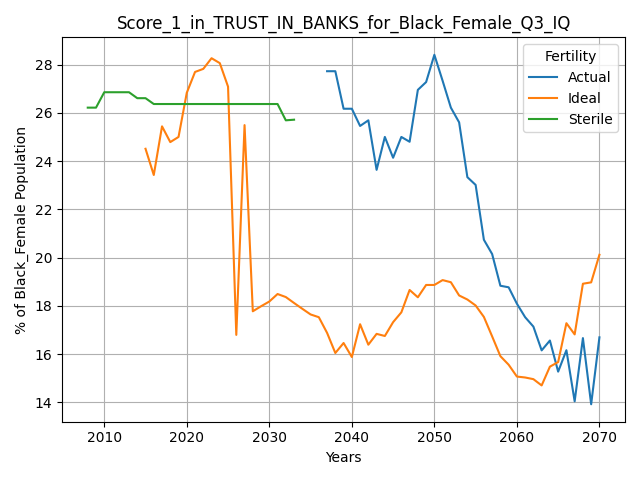 Score_1_in_TRUST_IN_BANKS_for_Black_Female_Q3_IQ
Fertility
Actual
Ideal
Sterile
% of Black_Female Population
28
26
24
22
20
18
16
14
2010 2020 2030 2040 2050 2060 2070
Years